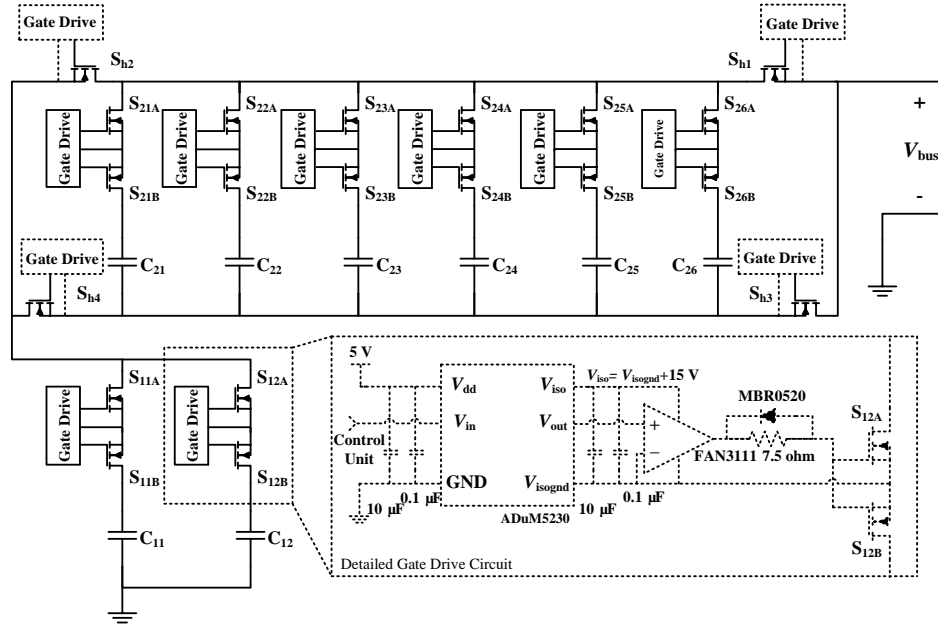 Gate Drive
Gate Drive
Sh2
Sh1
S21A
S22A
S23A
S24A
S25A
S26A
+
Vbus
-
Gate Drive
Gate Drive
Gate Drive
Gate Drive
Gate Drive
Gate Drive
S21B
S22B
S23B
S24B
S25B
S26B
Gate Drive
C21
C22
C23
C24
C25
C26
Gate Drive
Sh4
Sh3
S11A
S12A
Gate Drive
Gate Drive
S11B
S12B
C11
C12
5 V
Vdd
Viso
Viso= Visognd+15 V
MBR0520
Vin
Vout
+
−
S12A
Control
Unit
FAN3111 7.5 ohm
GND
Visognd
10 µF
0.1 µF
10 µF
0.1 µF
ADuM5230
S12B
Detailed Gate Drive Circuit